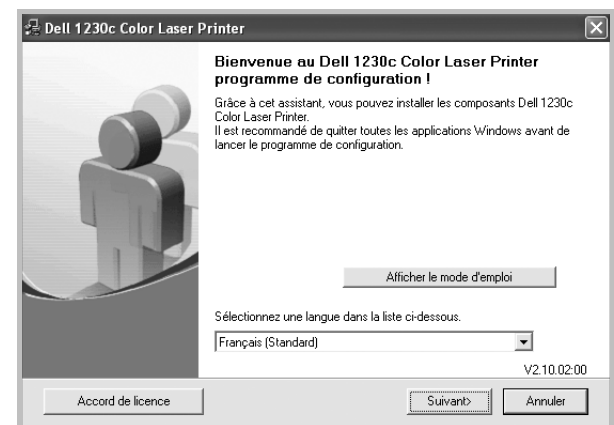 Dell 1230c Color Laser Printer
Bienvenue au Dell 1230c Color Laser Printer
programme de configuration !
Grâce à cet assistant, vous pouvez installer les composants Dell 1230c
Color Laser Printer.
Il est recommandé de quitter toutes les applications Windows avant de
lancer le programme de configuration.
Afficher le mode d'emploi
Sélectionnez une langue dans la liste ci-dessous.
Français (Standard)
V2.10.02:00
Accord de licence
Suivant>
Annuler